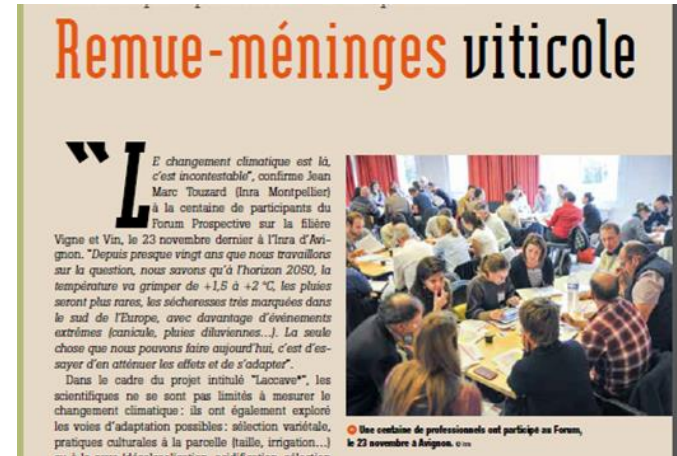 Remue-méninges viticole
“LE changement climatique est là,
c'est incontestable”, confirme Jean
Marc Touzard (Inra Montpellier)
à la centaine de participants du
Forum Prospective sur la filière
Vigne et Vin, le 23 novembre dernier à l'Inra d'Avi-
gnon. “Depuis presque vingt ans que nous travaillons
sur la question, nous savons qu'à l'horizon 2050, la
température va grimper de +1,5 à +2 °C, les pluies
seront plus rares, les sécheresses très marquées dans
le sud de l'Europe, avec davantage d'événements
extrêmes (canicule, pluies diluviennes...). La seule
chose que nous pouvons faire aujourd'hui, c'est d'es-
sayer d'en atténuer les effets et de s'adapter”.
Dans le cadre du projet intitulé “Laccave*”, les
scientifiques ne se sont pas limités à mesurer le
changement climatique : ils ont également exploré
les voies d'adaptation possibles : sélection variétale,
pratiques culturales à la parcelle (taille, irrigation...)
Une centaine de professionnels ont participé au Forum,
le 23 novembre à Avignon.